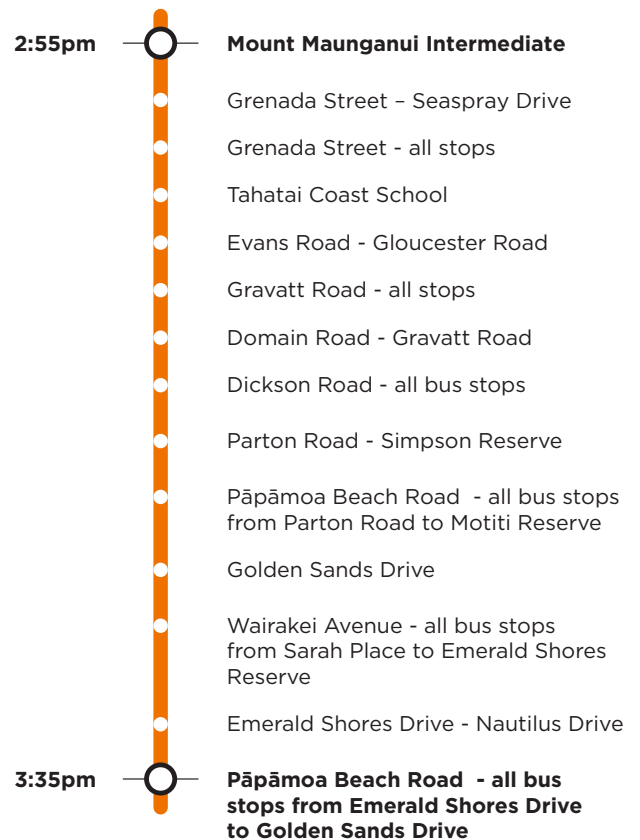 2:55pm Mount Maunganui Intermediate
Grenada Street – Seaspray Drive
Grenada Street - all stops
Tahatai Coast School
Evans Road - Gloucester Road
Gravatt Road - all stops
Domain Road - Gravatt Road
Dickson Road - all bus stops
Parton Road - Simpson Reserve
Pāpāmoa Beach Road - all bus stops
from Parton Road to Motiti Reserve
Golden Sands Drive
Wairakei Avenue - all bus stops
from Sarah Place to Emerald Shores
Reserve
Emerald Shores Drive - Nautilus Drive
3:35pm Pāpāmoa Beach Road - all bus
stops from Emerald Shores Drive
to Golden Sands Drive